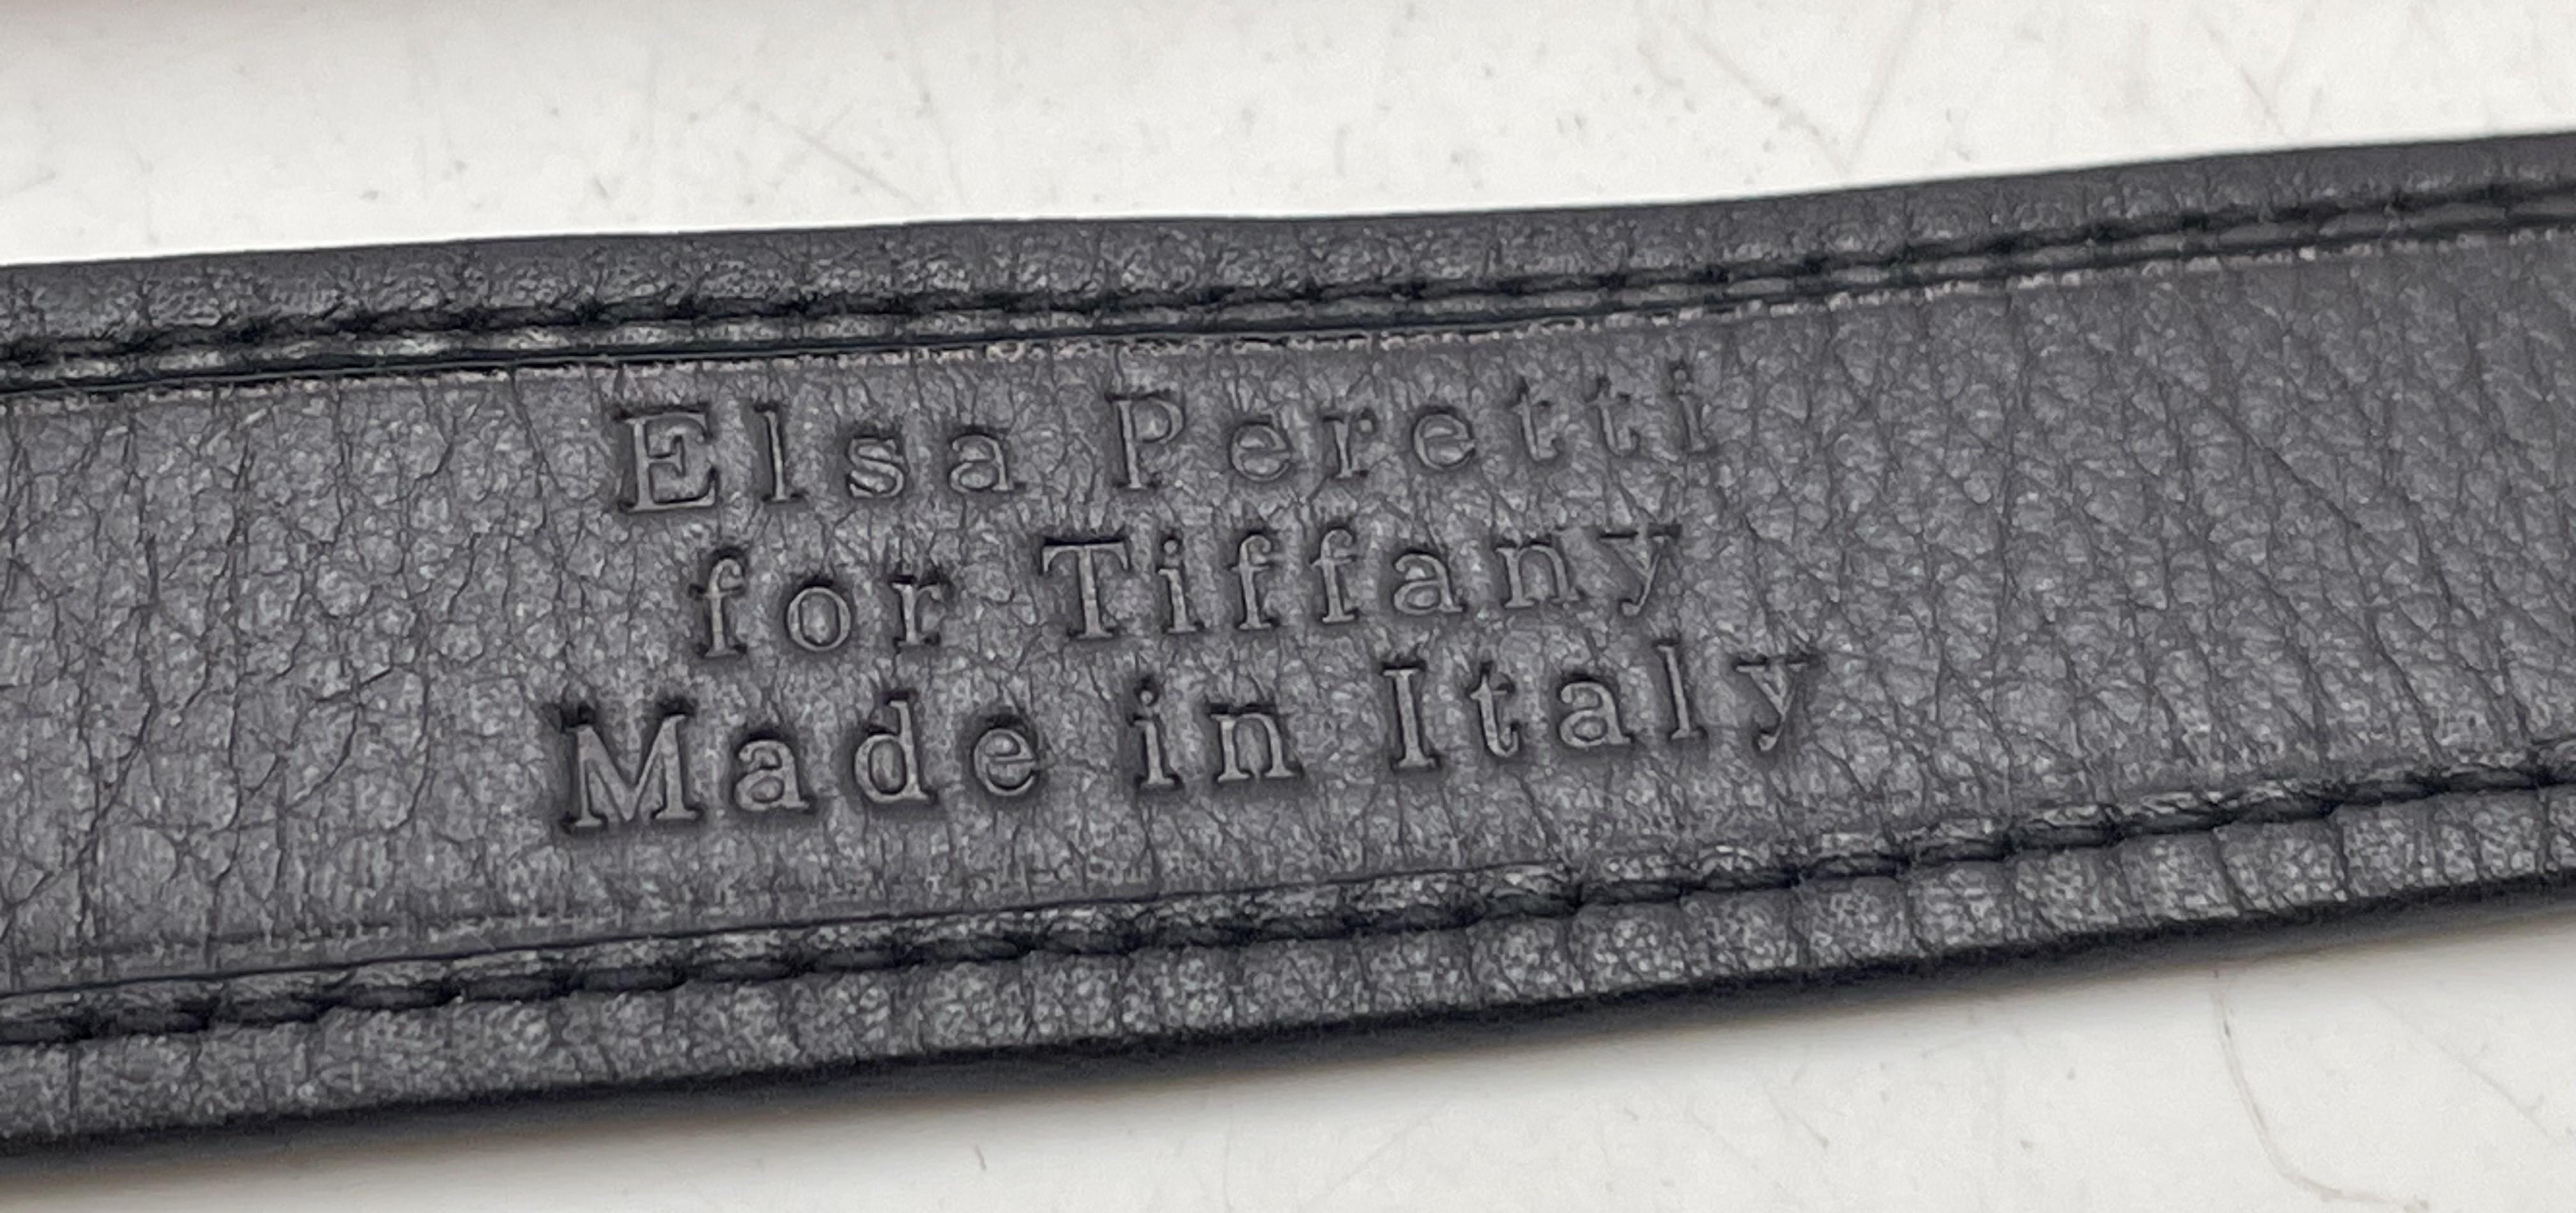 Elsa Peretti
for Tiffany
Made in Italy